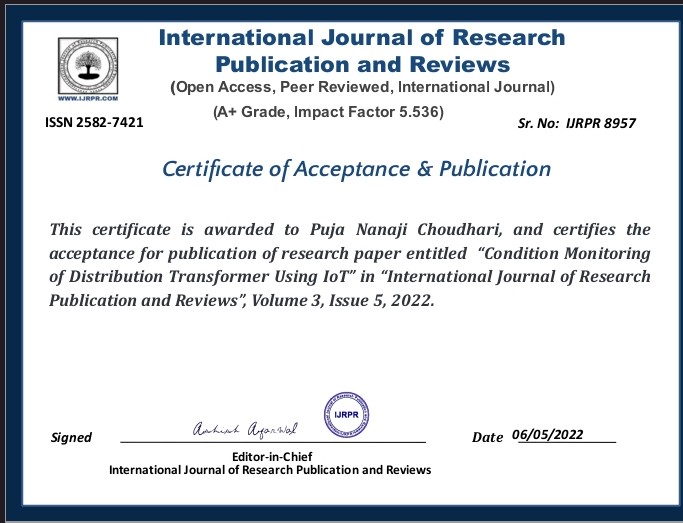 International Journal of Research
Publication and Reviews
(Open Access, Peer Reviewed, International Journal)
(A+ Grade, Impact Factor 5.536)
WWW.IJRPR.COM
ISSN 2582-7421
Sr. No: IJRPR 8957
Certificate of Acceptance & Publication
This certificate is awarded to Puja Nanaji Choudhari, and certifies the
acceptance for publication of research paper entitled “Condition Monitoring
of Distribution Transformer Using IoT” in “International Journal of Research
Publication and Reviews”, Volume 3, Issue 5, 2022.
IJRPR
Ashish Agarwal
Signed
Date 06/05/2022
Editor-in-Chief
International Journal of Research Publication and Reviews